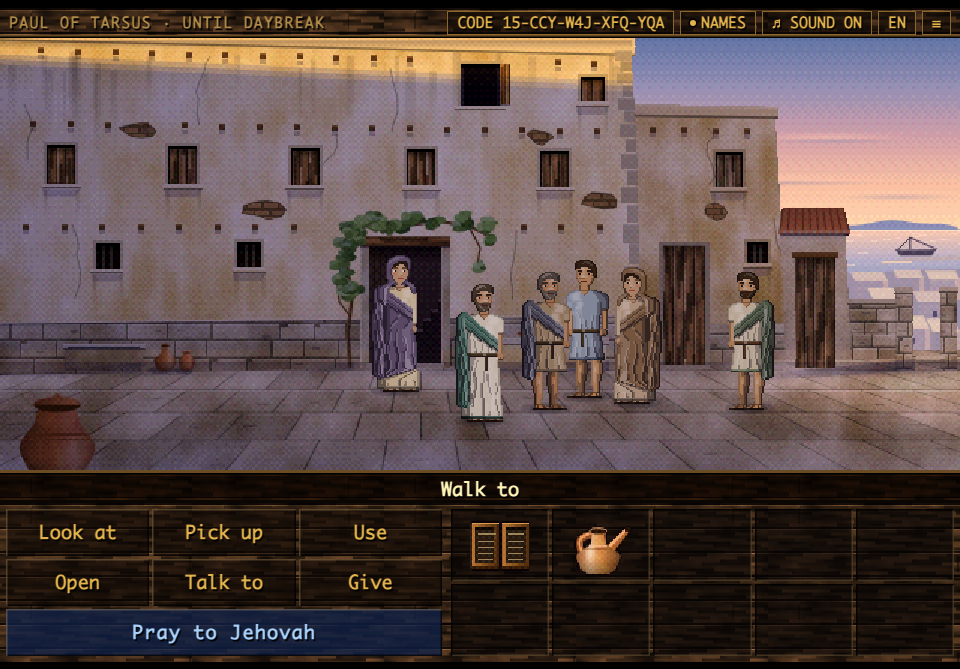 PAUL OF TARSUS · UNTIL DAYBREAK
CODE 15-CCY-W4J-XFQ-YQA
• NAMES
♬ SOUND ON
EN
≡
Walk to
Look at
Pick up
Use
Open
Talk to
Give
Pray to Jehovah